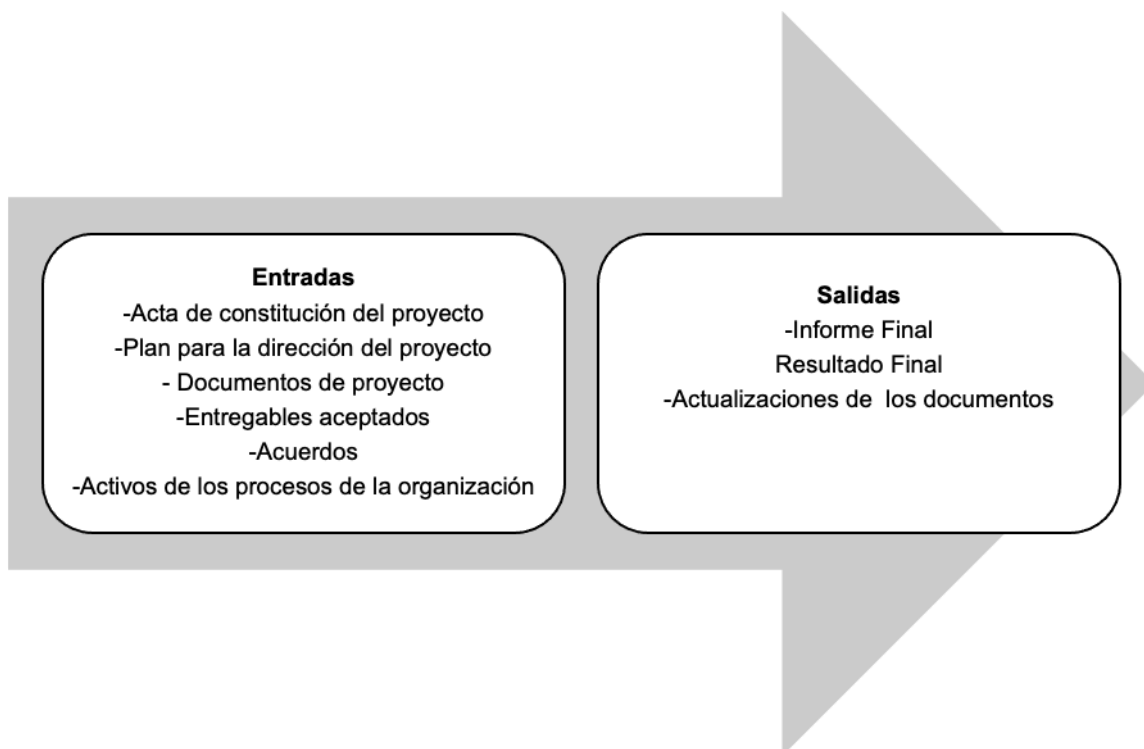 Entradas
-Acta de constitución del proyecto
-Plan para la dirección del proyecto
- Documentos de proyecto
-Entregables aceptados
-Acuerdos
-Activos de los procesos de la organización
Salidas
-Informe Final
Resultado Final
-Actualizaciones de  los documentos